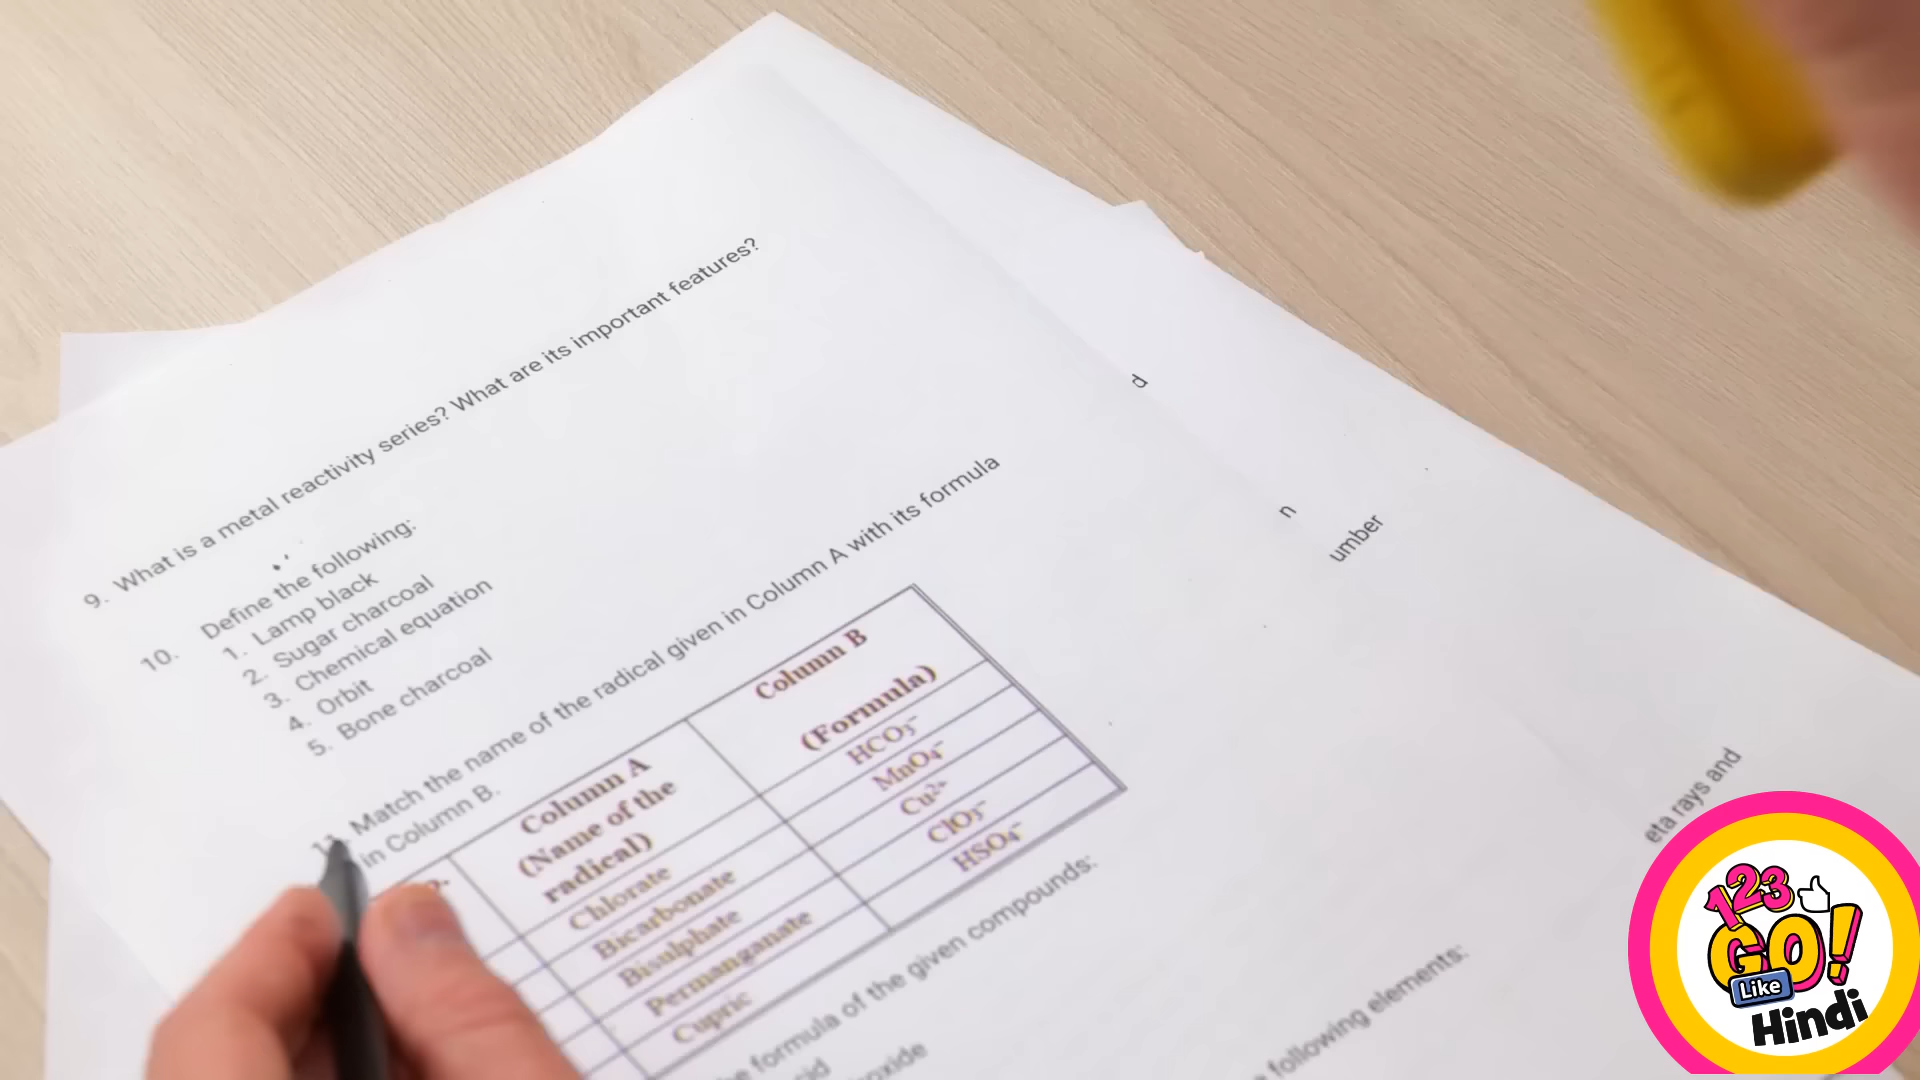 9. What is a metal reactivity series? What are its important features?
10. Define the following:
1. Lamp black
2. Sugar charcoal
3. Chemical equation
4. Orbit
5. Bone charcoal
11. Match the name of the radical given in Column A with its formula
in Column B.
Column A
(Name of the
radical)
Column B
(Formula)
Chlorate
HCO₃⁻
Bicarbonate
MnO₄⁻
Bisulphate
Cu²⁺
Permanganate
ClO₃⁻
Cupric
HSO₄⁻
formula of the given compounds:
following elements:
d
n
umber
eta rays and
123
GO!
Like
Hindi